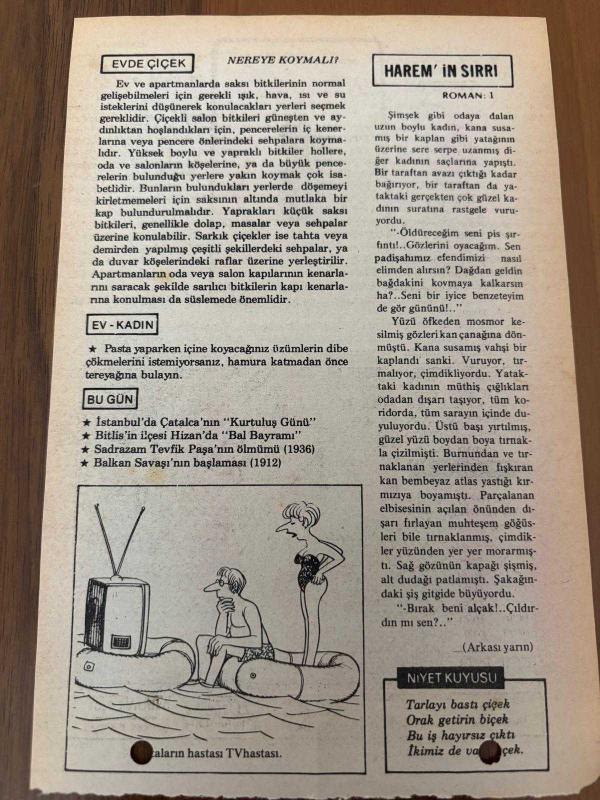 EVDE ÇİÇEK
NEREYE KOYMALI?
Ev ve apartmanlarda saksı bitkilerinin normal
gelişebilmeleri için gerekli ışık, hava, ısı ve su
isteklerini düşünerek konulacakları yerleri seçmek
gereklidir. Çiçekli salon bitkileri güneşten ve ay-
dınlıktan hoşlandıkları için, pencerelerin iç kener-
larına veya pencere önlerindeki sehpalara koyma-
lıdır. Yüksek boylu ve yapraklı bitkiler hollere,
oda ve salonların köşelerine, ya da büyük pence-
relerin bulunduğu yerlere yakın koymak çok isa-
betlidir. Bunların bulundukları yerlerde döşemeyi
kirletmemeleri için saksının altında mutlaka bir
kap bulundurulmalıdır. Yaprakları küçük saksı
bitkileri, genellikle dolap, masalar veya sehpalar
üzerine konulabilir. Sarkık çiçekler ise tahta veya
demirden yapılmış çeşitli şekillerdeki sehpalar, ya
da duvar köşelerindeki raflar üzerine yerleştirilir.
Apartmanların oda veya salon kapılarının kenarla-
rını saracak şekilde sarılıcı bitkilerin kapı kenarla-
rına konulması da süslemede önemlidir.
EV - KADIN
★ Pasta yaparken içine koyacağınız üzümlerin dibe
çökmelerini istemiyorsanız, hamura katmadan önce
tereyağına bulayın.
BU GÜN
★ İstanbul'da Çatalca'nın "Kurtuluş Günü"
★ Bitlis'in ilçesi Hizan'da "Bal Bayramı"
★ Sadrazam Tevfik Paşa'nın ölmümü (1936)
★ Balkan Savaşı'nın başlaması (1912)
taların hastası TVhastası.
HAREM' İN SIRRI
ROMAN: 1
Şimşek gibi odaya dalan
uzun boylu kadın, kana susa-
mış bir kaplan gibi yatağının
üzerine sere serpe uzanmış di-
ğer kadının saçlarına yapıştı.
Bir taraftan avazı çıktığı kadar
bağırıyor, bir taraftan da ya-
taktaki gerçekten çok güzel ka-
dının suratına rastgele vuru-
yordu.
"-Öldüreceğim seni pis şır-
fıntı!..Gözlerini oyacağım. Sen
padişahımız efendimizi nasıl
elimden alırsın? Dağdan geldin
bağdakini kovmaya kalkarsın
ha?..Seni bir iyice benzeteyim
de gör gününü!.."
Yüzü öfkeden mosmor ke-
silmiş gözleri kan çanağına dön-
müştü. Kana susamış vahşi bir
kaplandı sanki. Vuruyor, tır-
malıyor, çimdikliyordu. Yatak-
taki kadının müthiş çığlıkları
odadan dışarı taşıyor, tüm ko-
ridorda, tüm sarayın içinde du-
yuluyordu. Üstü başı yırtılmış,
güzel yüzü boydan boya tırnak-
la çizilmişti. Burnundan ve tır-
naklanan yerlerinden fışkıran
kan bembeyaz atlas yastığı kır-
mızıya boyamıştı. Parçalanan
elbisesinin açılan önünden dı-
şarı fırlayan muhteşem göğüs-
leri bile tırnaklanmış, çimdik-
ler yüzünden yer yer morarmış-
tı. Sağ gözünün kapağı şişmiş,
alt dudağı patlamıştı. Şakağın-
daki şiş gitgide büyüyordu.
"-Bırak beni alçak!..Çıldır-
dın mı sen?.."
...(Arkası yarın)
NİYET KUYUSU
Tarlayı bastı çiçek
Orak getirin biçek
Bu iş hayırsız çıktı
İkimiz de va çek.